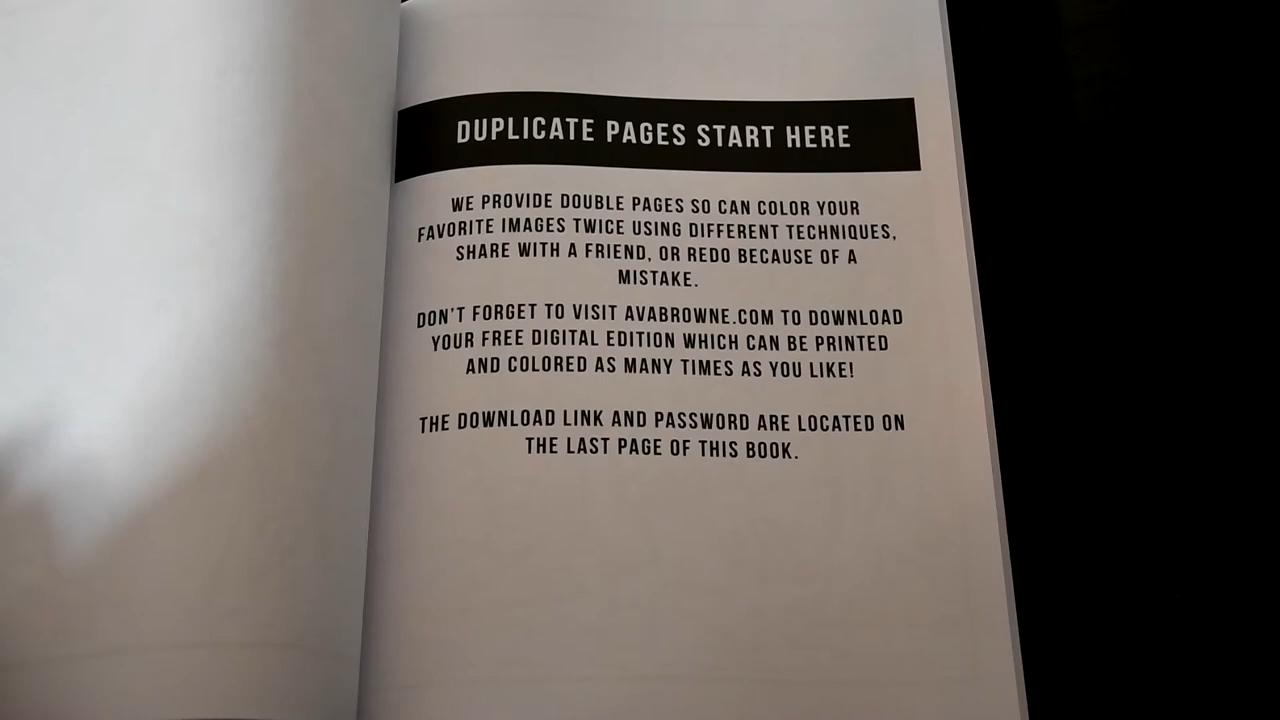 DUPLICATE PAGES START HERE
WE PROVIDE DOUBLE PAGES SO CAN COLOR YOUR
FAVORITE IMAGES TWICE USING DIFFERENT TECHNIQUES,
SHARE WITH A FRIEND, OR REDO BECAUSE OF A
MISTAKE.
DON'T FORGET TO VISIT AVABROWNE.COM TO DOWNLOAD
YOUR FREE DIGITAL EDITION WHICH CAN BE PRINTED
AND COLORED AS MANY TIMES AS YOU LIKE!
THE DOWNLOAD LINK AND PASSWORD ARE LOCATED ON
THE LAST PAGE OF THIS BOOK.